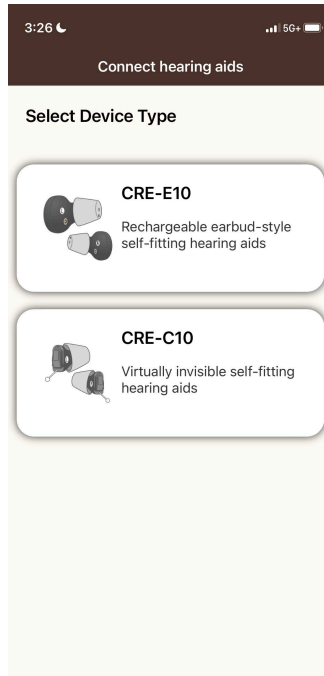 3:26
5G+
Connect hearing aids
Select Device Type
CRE-E10
Rechargeable earbud-style
self-fitting hearing aids
CRE-C10
Virtually invisible self-fitting
hearing aids